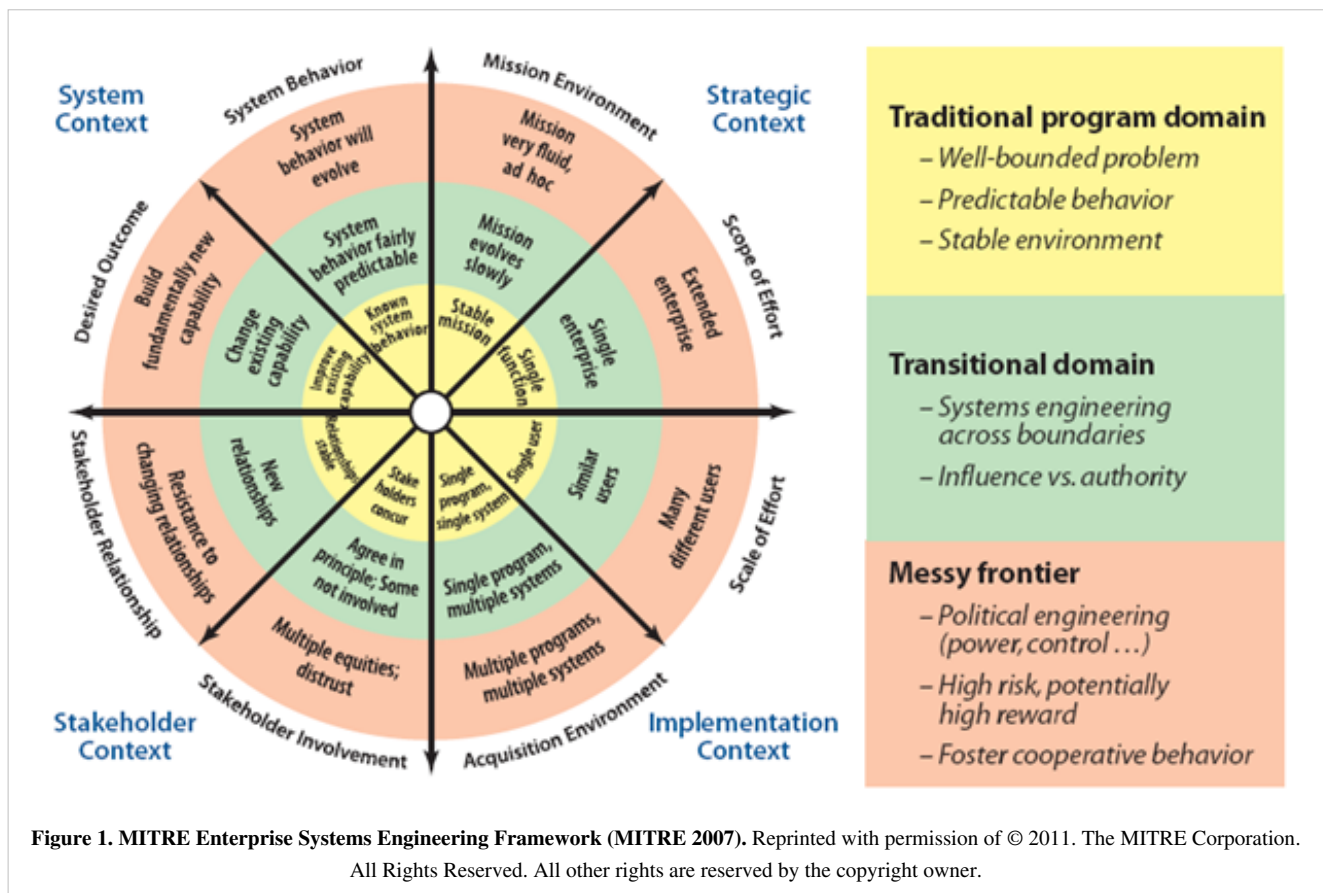 System
Context
System Behavior
Mission Environment
Strategic
Context
Desired Outcome
Scope of Effort
System
behavior will
evolve
Mission
very fluid,
ad hoc
Build
fundamentally new
capability
System
behavior fairly
predictable
Mission
evolves
slowly
Extended
enterprise
Change
existing
capability
Known
system
behavior
Stable
mission
Single
enterprise
Improve
existing
capability
Single
function
Relationships
stable
Stake
holders
concur
Single
program,
single system
Single user
New
relationships
Similar
users
Resistance to
changing relationships
Agree in
principle; Some
not involved
Single program,
multiple systems
Many
different users
Multiple equities;
distrust
Multiple programs,
multiple systems
Stakeholder Relationship
Scale of Effort
Stakeholder
Context
Stakeholder Involvement
Acquisition Environment
Implementation
Context
Traditional program domain
– Well-bounded problem
– Predictable behavior
– Stable environment
Transitional domain
– Systems engineering
across boundaries
– Influence vs. authority
Messy frontier
– Political engineering
(power, control …)
– High risk, potentially
high reward
– Foster cooperative behavior
Figure 1. MITRE Enterprise Systems Engineering Framework (MITRE 2007). Reprinted with permission of © 2011. The MITRE Corporation.
All Rights Reserved. All other rights are reserved by the copyright owner.